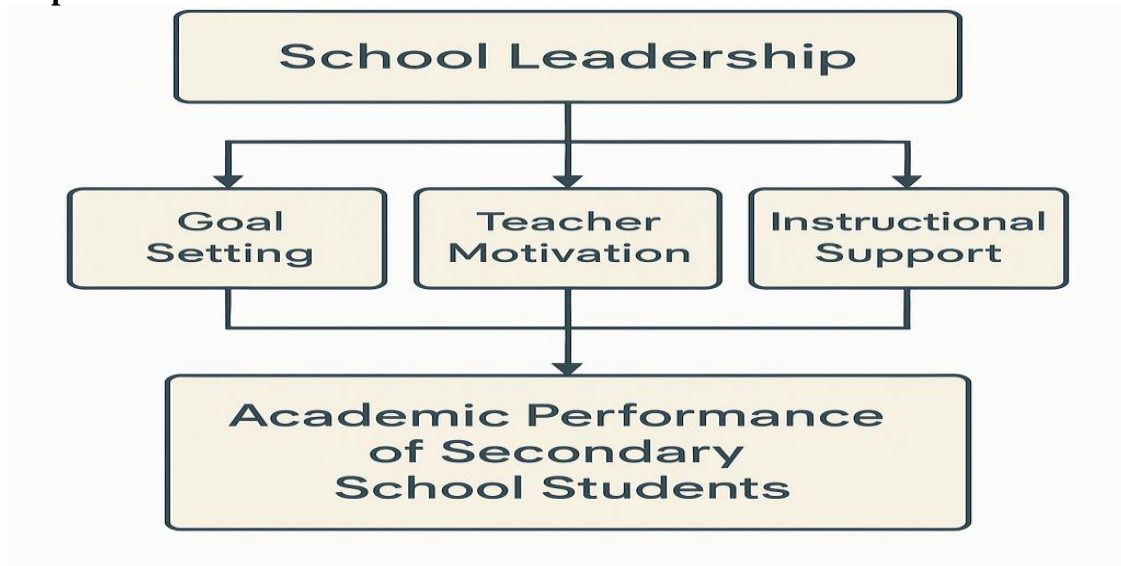 School Leadership
Goal
Setting
Teacher
Motivation
Instructional
Support
Academic Performance
of Secondary
School Students